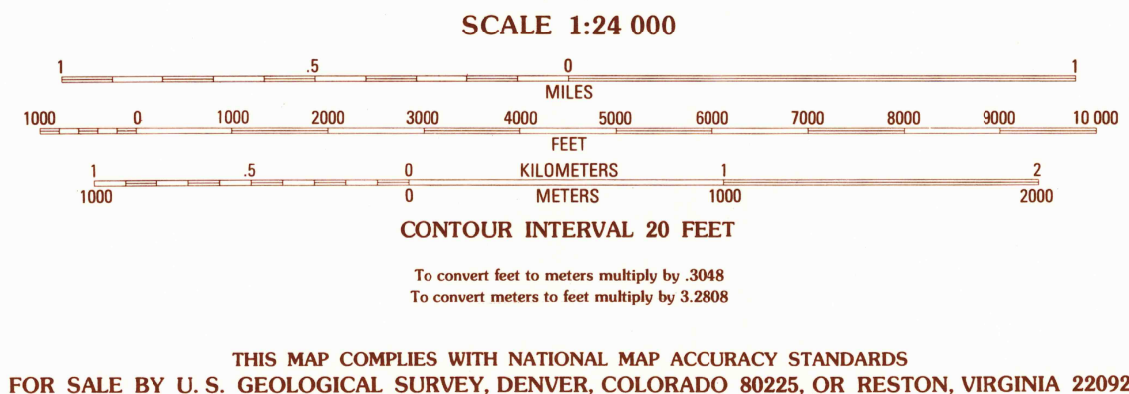 SCALE 1:24 000
1 .5 0 1
MILES
1000 0 1000 2000 3000 4000 5000 6000 7000 8000 9000 10 000
FEET
1 .5 0 KILOMETERS 1 2
1000 0 METERS 1000 2000
CONTOUR INTERVAL 20 FEET
To convert feet to meters multiply by .3048
To convert meters to feet multiply by 3.2808
THIS MAP COMPLIES WITH NATIONAL MAP ACCURACY STANDARDS
FOR SALE BY U. S. GEOLOGICAL SURVEY, DENVER, COLORADO 80225, OR RESTON, VIRGINIA 22092